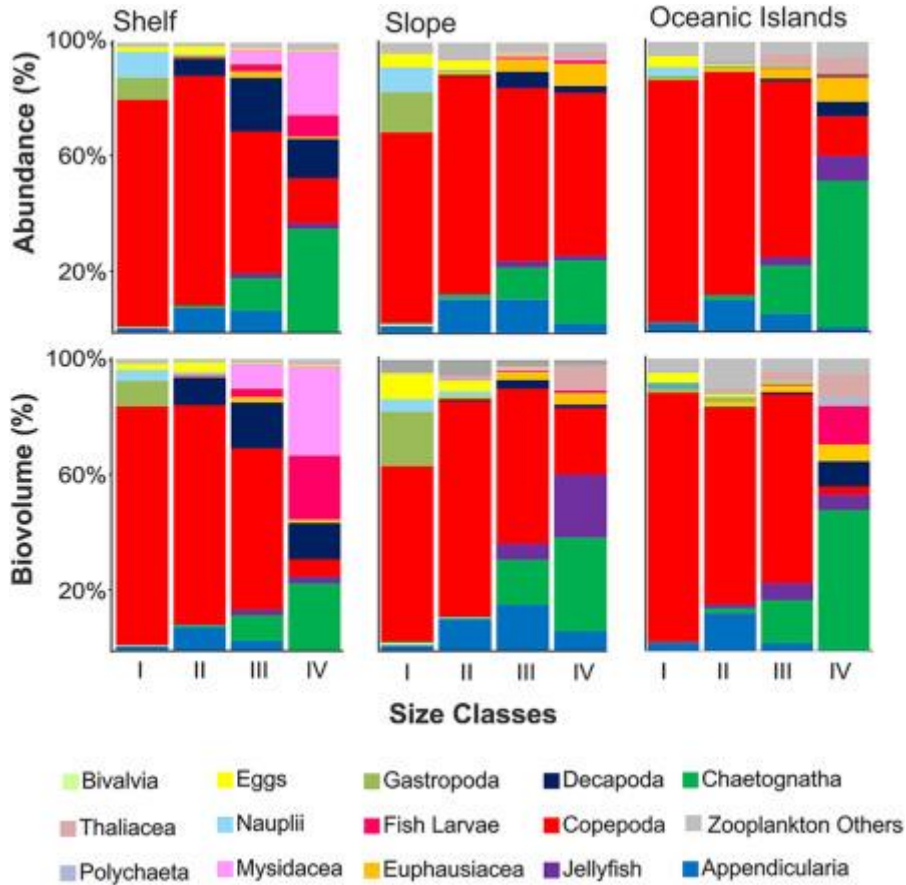 Shelf Slope Oceanic Islands
100%
60%
20%
Abundance (%)
100%
60%
20%
Biovolume (%)
I II III IV I II III IV I II III IV
Size Classes
Bivalvia Eggs Gastropoda Decapoda Chaetognatha
Thaliacea Nauplii Fish Larvae Copepoda Zooplankton Others
Polychaeta Mysidacea Euphausiacea Jellyfish Appendicularia